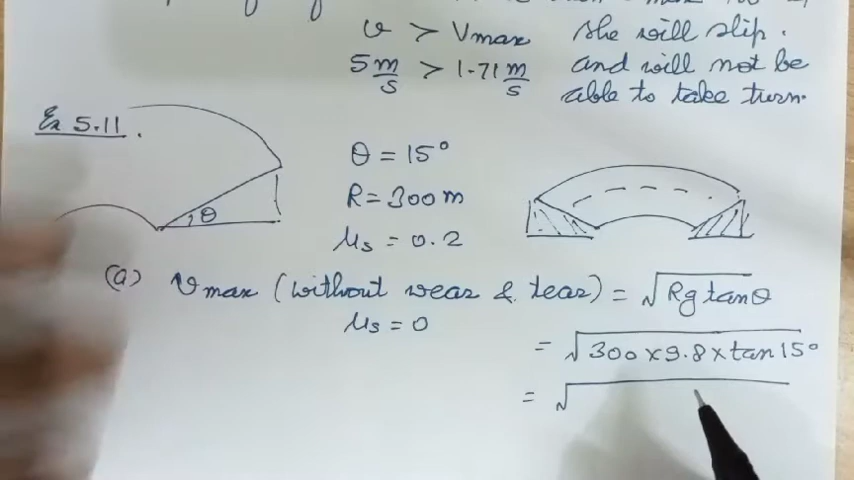 v > Vmax she will slip.
5 m/s > 1.71 m/s and will not be
able to take turn.
Ex 5.11.
θ = 15°
R = 300 m
θ
μs = 0.2
(a) Vmax (without wear & tear) = √Rg tanθ
μs = 0
= √300 x 9.8 x tan 15°
= √